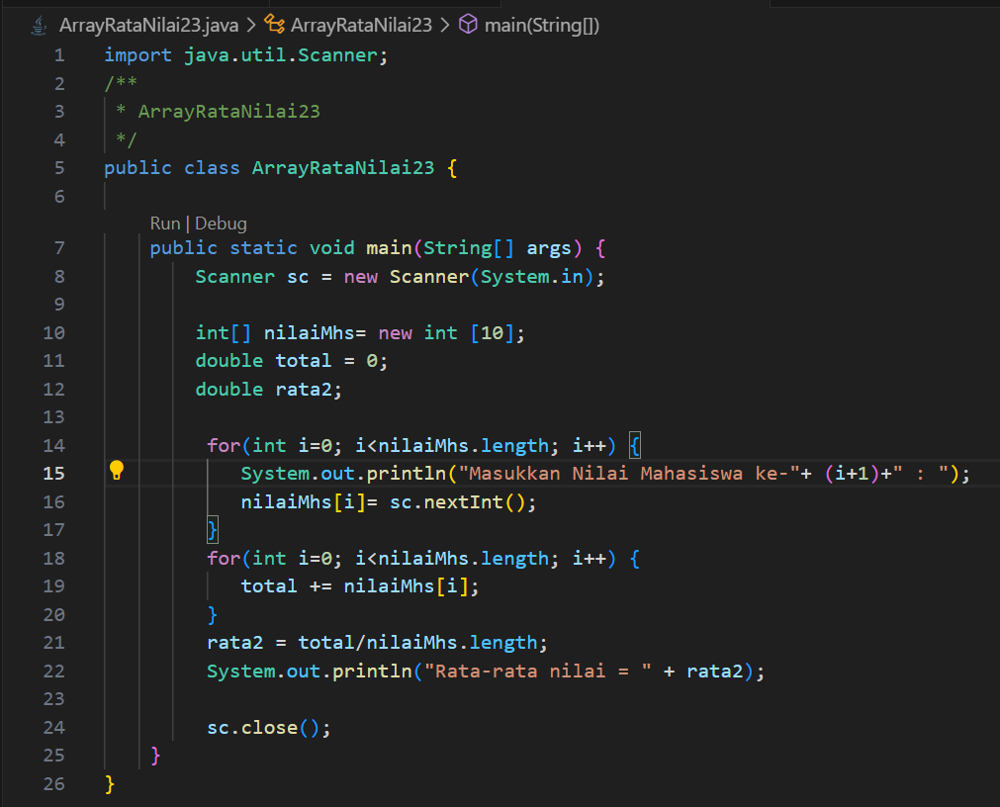 ArrayRataNilai23.java > ArrayRataNilai23 > main(String[])
1 import java.util.Scanner;
2 /**
3 * ArrayRataNilai23
4 */
5 public class ArrayRataNilai23 {
6
Run | Debug
7 public static void main(String[] args) {
8 Scanner sc = new Scanner(System.in);
9
10 int[] nilaiMhs= new int [10];
11 double total = 0;
12 double rata2;
13
14 for(int i=0; i<nilaiMhs.length; i++) {
15 System.out.println("Masukkan Nilai Mahasiswa ke-"+ (i+1)+" : ");
16 nilaiMhs[i]= sc.nextInt();
17 }
18 for(int i=0; i<nilaiMhs.length; i++) {
19 total += nilaiMhs[i];
20 }
21 rata2 = total/nilaiMhs.length;
22 System.out.println("Rata-rata nilai = " + rata2);
23
24 sc.close();
25 }
26 }